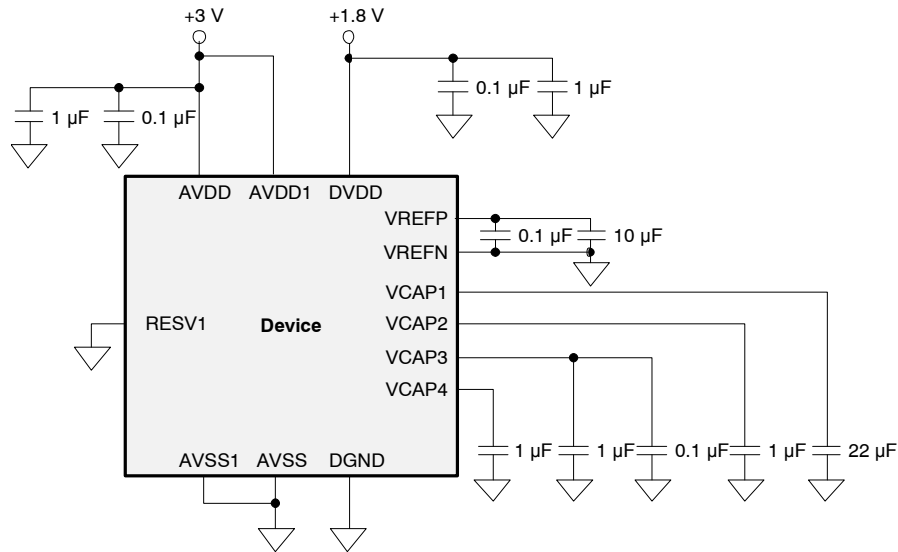 +3 V
+1.8 V
1 µF
0.1 µF
0.1 µF
1 µF
AVDD
AVDD1
DVDD
VREFP
0.1 µF
10 µF
VREFN
VCAP1
RESV1
Device
VCAP2
VCAP3
VCAP4
1 µF
1 µF
0.1 µF
1 µF
22 µF
AVSS1
AVSS
DGND